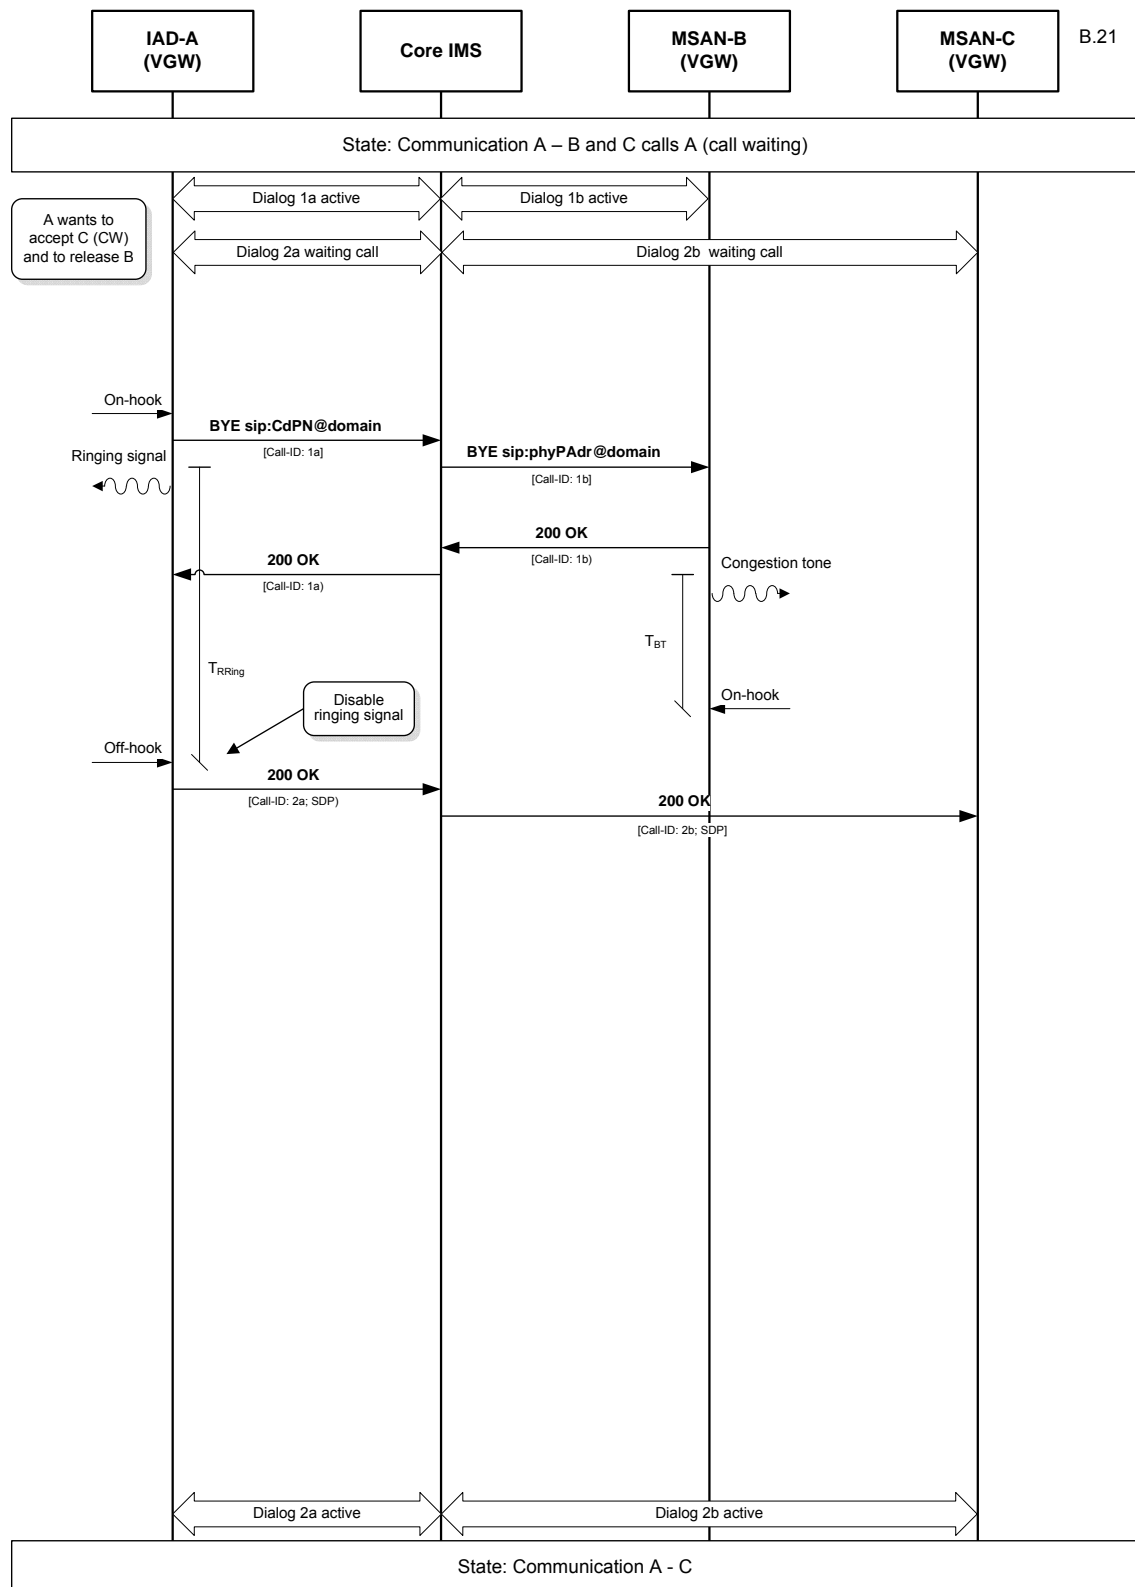 IAD-A
(VGW)
Core IMS
MSAN-B
(VGW)
MSAN-C
(VGW)
B.21
State: Communication A – B and C calls A (call waiting)
Dialog 1a active
Dialog 1b active
A wants to
accept C (CW)
and to release B
Dialog 2a waiting call
Dialog 2b waiting call
On-hook
BYE sip:CdPN@domain
[Call-ID: 1a]
Ringing signal
BYE sip:phyPAdr@domain
[Call-ID: 1b]
200 OK
[Call-ID: 1b)
200 OK
[Call-ID: 1a)
Congestion tone
TBT
TRRing
Disable
ringing signal
On-hook
Off-hook
200 OK
[Call-ID: 2a; SDP)
200 OK
[Call-ID: 2b; SDP]
Dialog 2a active
Dialog 2b active
State: Communication A - C